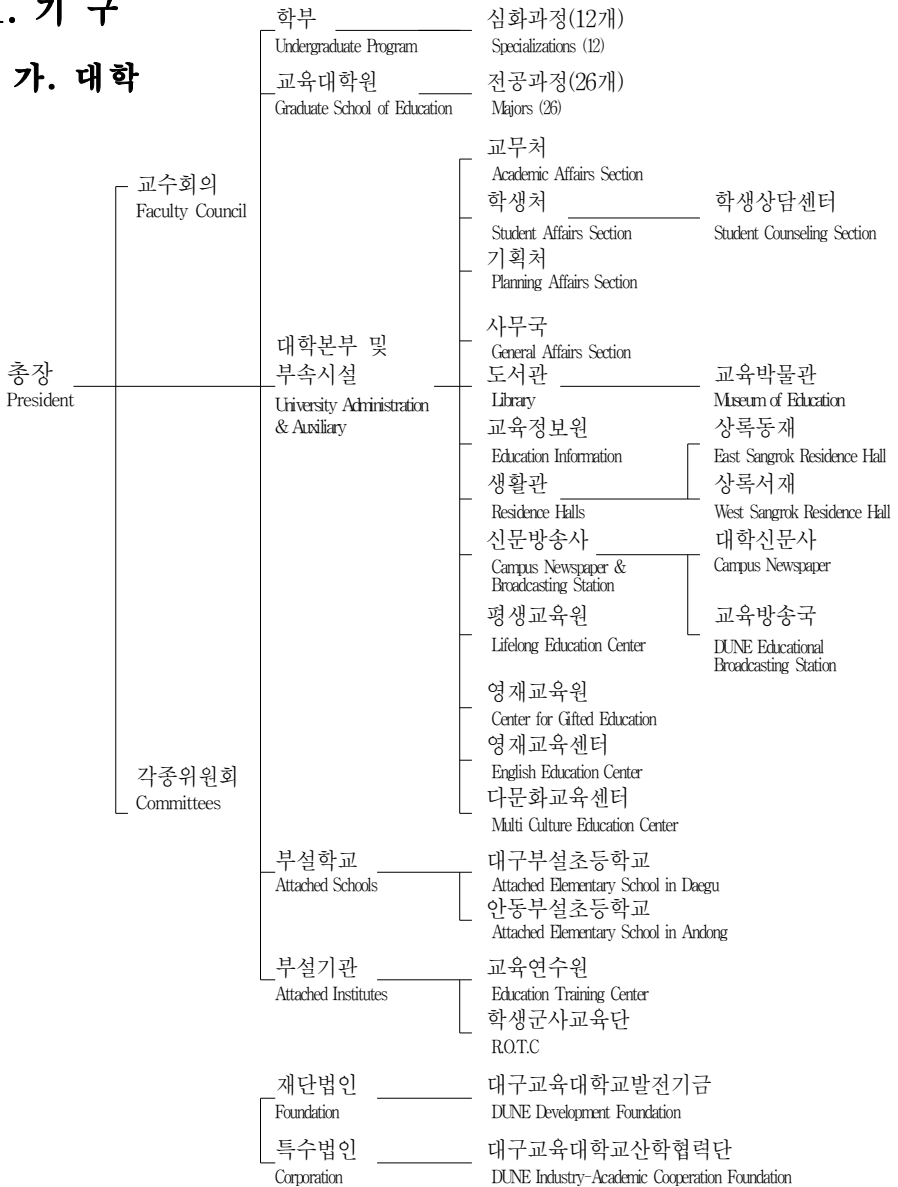 1. 기 구
가. 대학
학부
Undergraduate Program
심화과정(12개)
Specializations (12)
교육대학원
Graduate School of Education
전공과정(26개)
Majors (26)
교수회의
Faculty Council
교무처
Academic Affairs Section
학생처
Student Affairs Section
학생상담센터
Student Counseling Section
기획처
Planning Affairs Section
사무국
General Affairs Section
총장
President
대학본부 및
부속시설
University Administration
& Auxiliary
도서관
Library
교육박물관
Museum of Education
교육정보원
Education Information
상록동재
East Sangrok Residence Hall
생활관
Residence Halls
상록서재
West Sangrok Residence Hall
신문방송사
Campus Newspaper &
Broadcasting Station
대학신문사
Campus Newspaper
평생교육원
Lifelong Education Center
교육방송국
DUNE Educational
Broadcasting Station
영재교육원
Center for Gifted Education
영재교육센터
English Education Center
각종위원회
Committees
다문화교육센터
Multi Culture Education Center
부설학교
Attached Schools
대구부설초등학교
Attached Elementary School in Daegu
안동부설초등학교
Attached Elementary School in Andong
부설기관
Attached Institutes
교육연수원
Education Training Center
학생군사교육단
R.O.T.C
재단법인
Foundation
대구교육대학교발전기금
DUNE Development Foundation
특수법인
Corporation
대구교육대학교산학협력단
DUNE Industry-Academic Cooperation Foundation